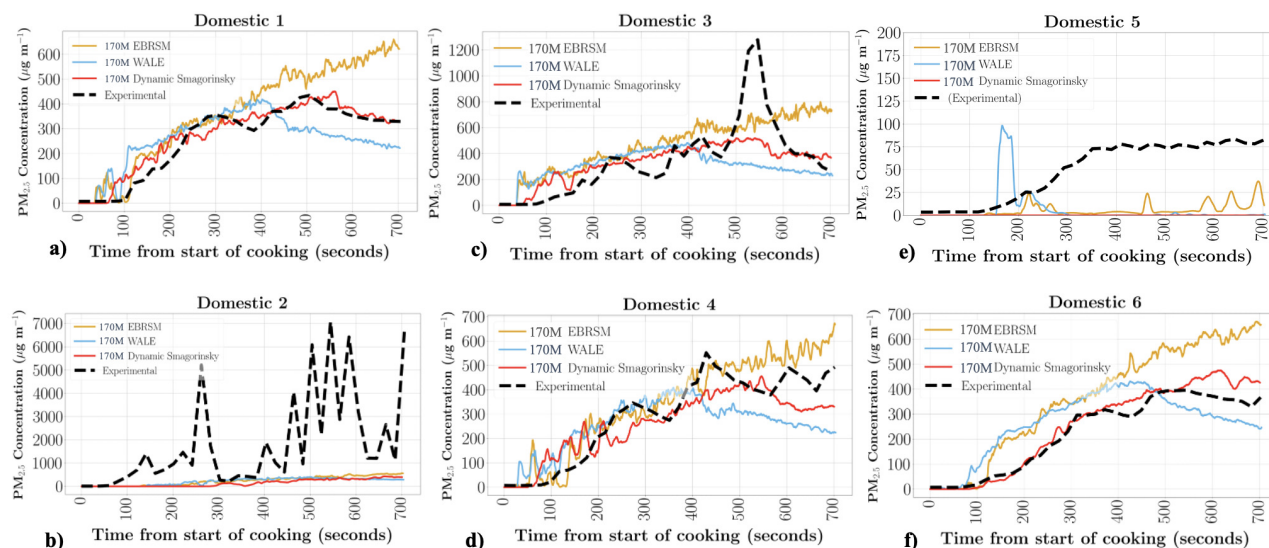 Domestic 1
PM2.5 Concentration (μg m−1)
600
500
400
300
200
100
0
170M EBRSM
170M WALE
170M Dynamic Smagorinsky
Experimental
0
100
200
300
400
500
600
700
a)
Time from start of cooking (seconds)
Domestic 3
PM2.5 Concentration (μg m−1)
1200
1000
800
600
400
200
0
170M EBRSM
170M WALE
170M Dynamic Smagorinsky
Experimental
0
100
200
300
400
500
600
700
c)
Time from start of cooking (seconds)
Domestic 5
PM2.5 Concentration (μg m−1)
200
175
150
125
100
75
50
25
0
170M EBRSM
170M WALE
170M Dynamic Smagorinsky
(Experimental)
0
100
200
300
400
500
600
700
e)
Time from start of cooking (seconds)
Domestic 2
PM2.5 Concentration (μg m−1)
7000
6000
5000
4000
3000
2000
1000
0
170M EBRSM
170M WALE
170M Dynamic Smagorinsky
Experimental
0
100
200
300
400
500
600
700
b)
Time from start of cooking (seconds)
Domestic 4
PM2.5 Concentration (μg m−1)
700
600
500
400
300
200
100
0
170M EBRSM
170M WALE
170M Dynamic Smagorinsky
Experimental
0
100
200
300
400
500
600
700
d)
Time from start of cooking (seconds)
Domestic 6
PM2.5 Concentration (μg m−1)
700
600
500
400
300
200
100
0
170M EBRSM
170M WALE
170M Dynamic Smagorinsky
Experimental
0
100
200
300
400
500
600
700
f)
Time from start of cooking (seconds)